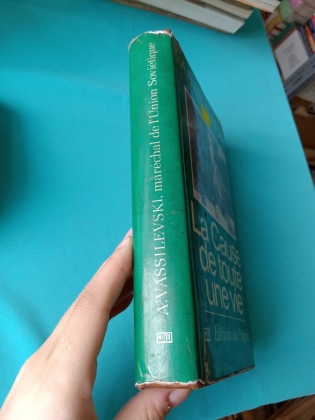 A. VASSILEVSKI, maréchal de l'Union Soviétique
La Cause
de toute
une vie